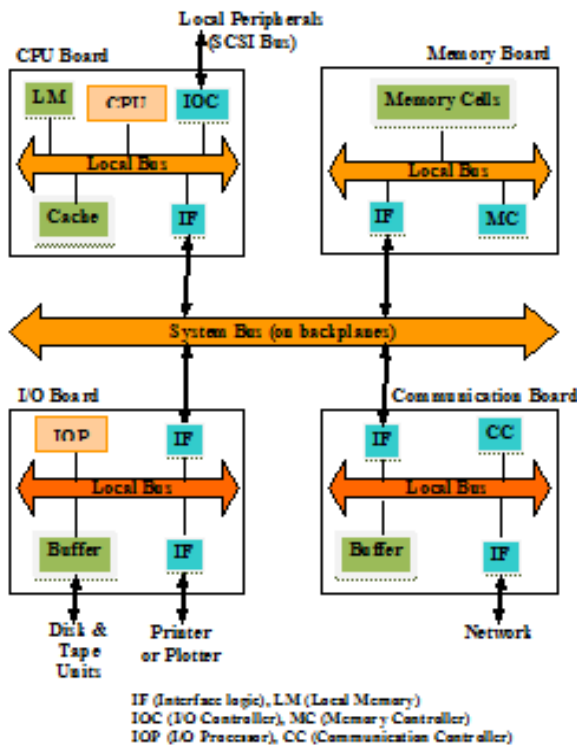 Local Peripherals
(SCSI Bus)
CPU Board
Memory Board
LM
CPU
IOC
Memory Cells
Local Bus
Local Bus
Cache
IF
IF
MC
System Bus (on backplanes)
I/O Board
Communication Board
IOP
IF
IF
CC
Local Bus
Local Bus
Buffer
IF
Buffer
IF
Disk &
Tape
Units
Printer
or Plotter
Network
IF (Interface logic), LM (Local Memory)
IOC (I/O Controller), MC (Memory Controller)
IOP (I/O Processor), CC (Communication Controller)